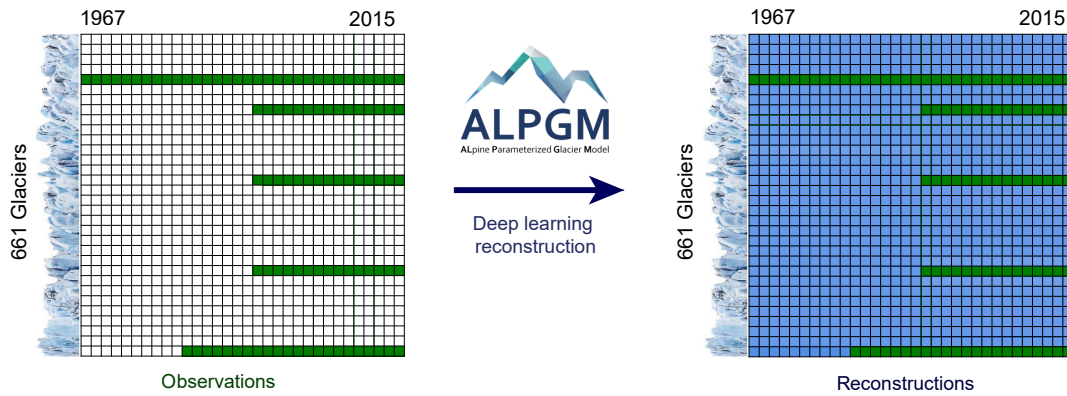 1967 2015
661 Glaciers
Observations
ALPGM
ALpine Parameterized Glacier Model
Deep learning
reconstruction
1967 2015
661 Glaciers
Reconstructions